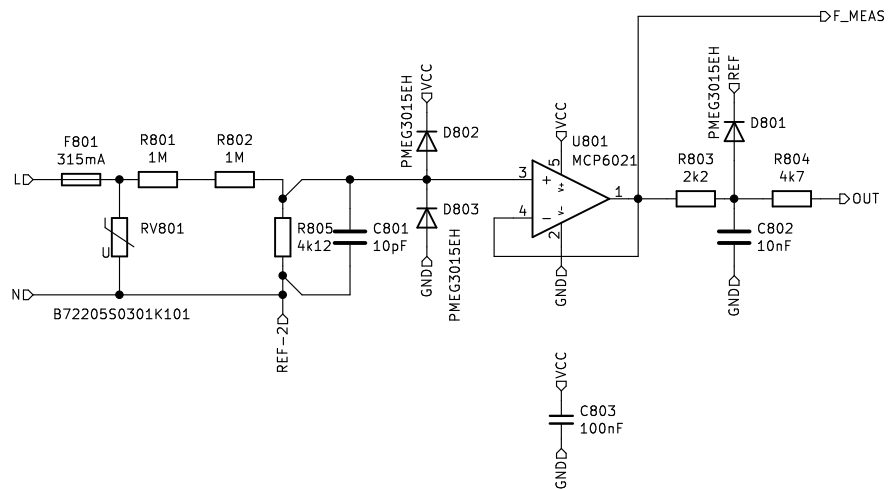 F_MEAS
PMEG3015EH
VCC
D802
PMEG3015EH
REF
D801
VCC
U801
MCP6021
F801
315mA
R801
1M
R802
1M
L
3
+
5
V+
1
4
−
V-
2
R803
2k2
R804
4k7
OUT
D803
PMEG3015EH
GND
RV801
U
R805
4k12
C801
10pF
C802
10nF
GND
GND
N
B72205S0301K101
REF-2
VCC
C803
100nF
GND